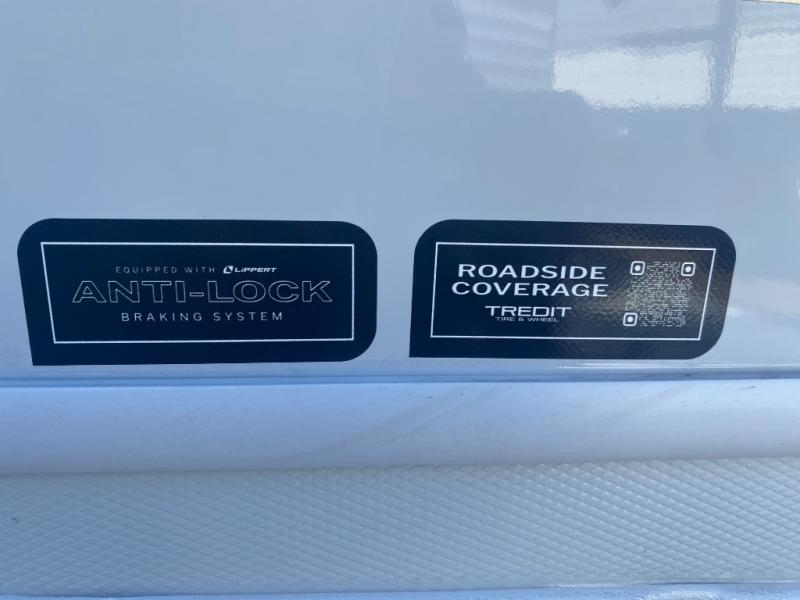 EQUIPPED WITH LIPPERT
ANTI-LOCK
BRAKING SYSTEM
ROADSIDE
COVERAGE
TREDIT
TIRE & WHEEL